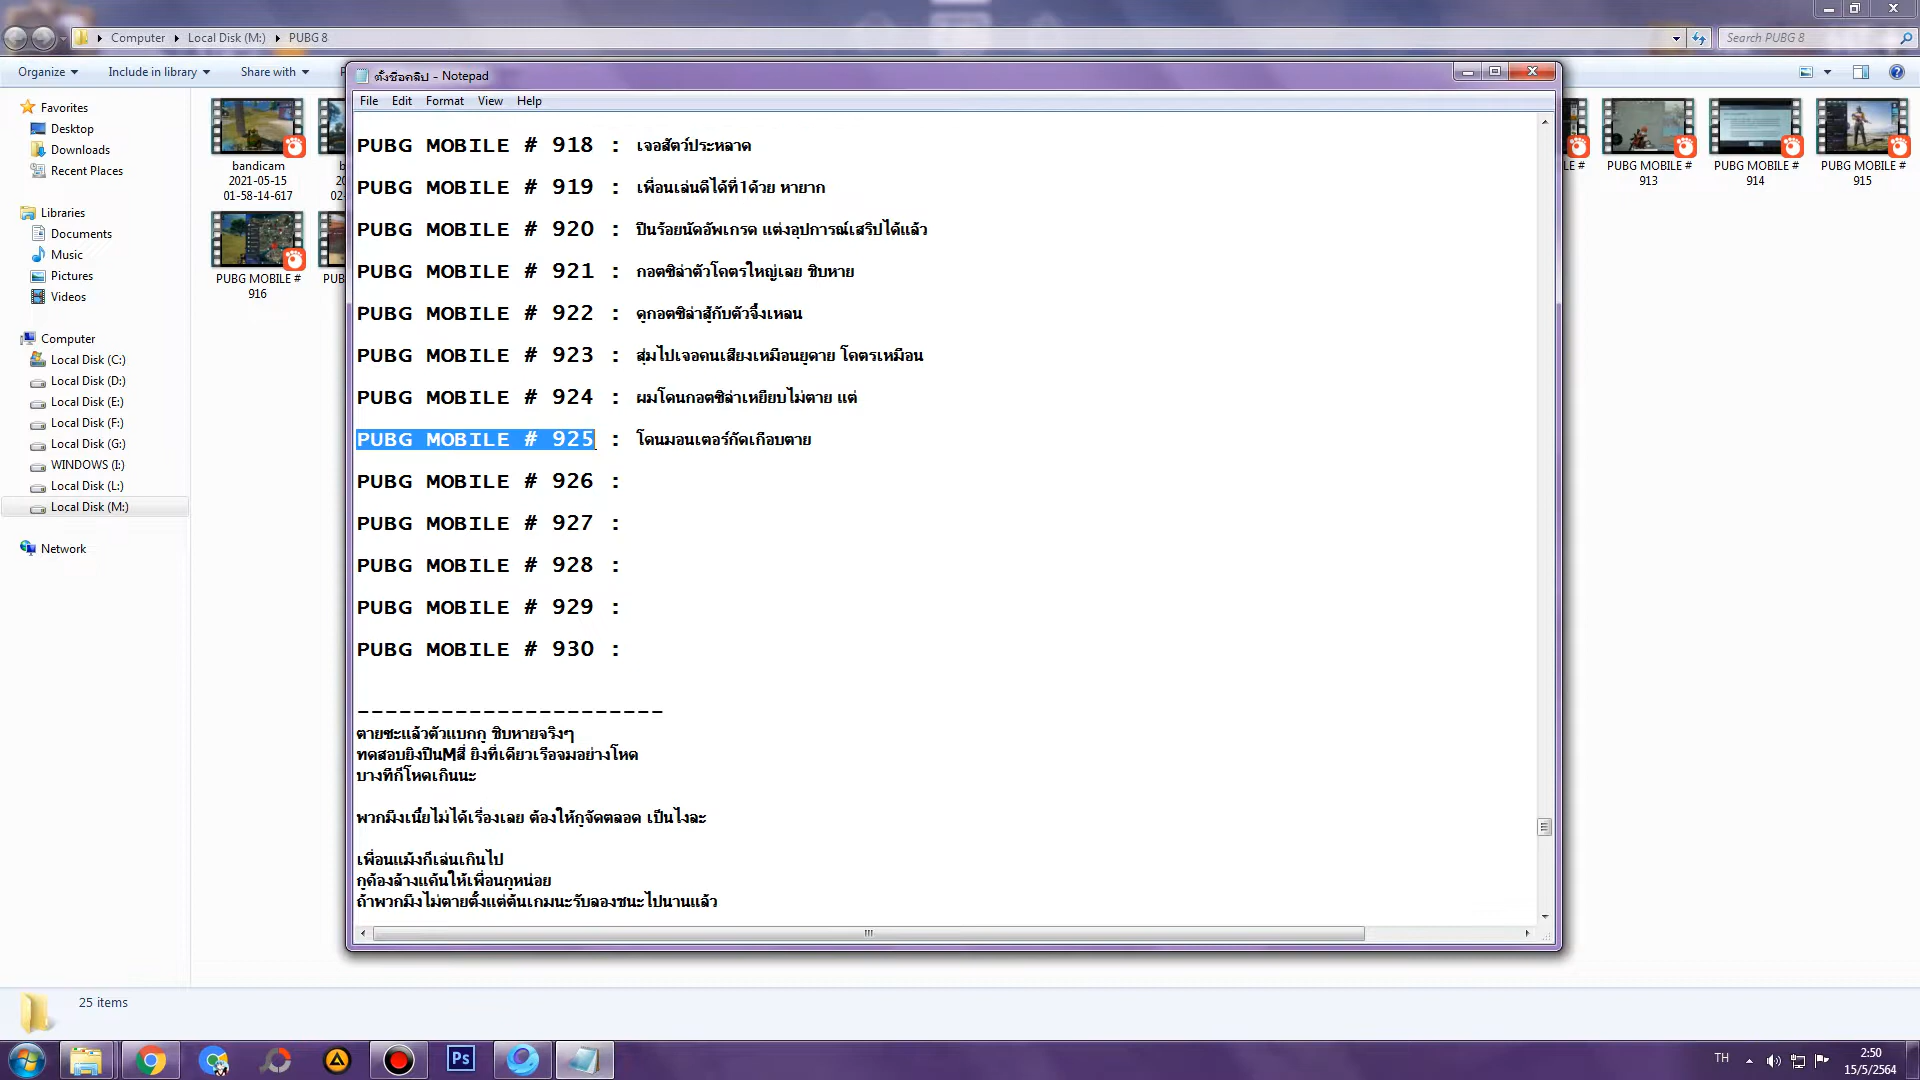 Computer ▸ Local Disk (M:) ▸ PUBG 8
Search PUBG 8
Organize
Include in library
Share with
ตั้งชื่อคลิป - Notepad
File Edit Format View Help
Favorites
Desktop
Downloads
Recent Places
Libraries
Documents
Music
Pictures
Videos
Computer
Local Disk (C:)
Local Disk (D:)
Local Disk (E:)
Local Disk (F:)
Local Disk (G:)
WINDOWS (I:)
Local Disk (L:)
Local Disk (M:)
Network
bandicam
2021-05-15
01-58-14-617
PUBG MOBILE #
916
PUBG MOBILE #
913
PUBG MOBILE #
914
PUBG MOBILE #
915
PUBG MOBILE # 918 : เจอสัตว์ประหลาด
PUBG MOBILE # 919 : เพื่อนเล่นดีได้ที่1ด้วย หายาก
PUBG MOBILE # 920 : ปืนร้อยนัดอัพเกรด แต่งอุปการณ์เสริปได้แล้ว
PUBG MOBILE # 921 : กอตซิล่าตัวโคตรใหญ่เลย ชิบหาย
PUBG MOBILE # 922 : ดูกอตซิล่าสู้กับตัวจิ้งเหลน
PUBG MOBILE # 923 : สุ่มไปเจอคนเสียงเหมือนยูดาย โคตรเหมือน
PUBG MOBILE # 924 : ผมโดนกอตซิล่าเหยียบไม่ตาย แต่
PUBG MOBILE # 925 : โดนมอนเตอร์กัดเกือบตาย
PUBG MOBILE # 926 :
PUBG MOBILE # 927 :
PUBG MOBILE # 928 :
PUBG MOBILE # 929 :
PUBG MOBILE # 930 :
----------------------
ตายซะแล้วตัวแบกกู ชิบหายจริงๆ
ทดสอบยิงปืนMสี่ ยิงที่เดียวเรือจมอย่างโหด
บางทีก็โหดเกินนะ
พวกมึงเนี้ยไม่ได้เรื่องเลย ต้องให้กูจัดตลอด เป็นไงละ
เพื่อนแม้งก็เล่นเกินไป
กูค้องล้างแค้นให้เพื่อนกูหน่อย
ถ้าพวกมึงไม่ตายตั้งแต่ต้นเกมนะรับลองชนะไปนานแล้ว
25 items
Ps
TH
2:50
15/5/2564